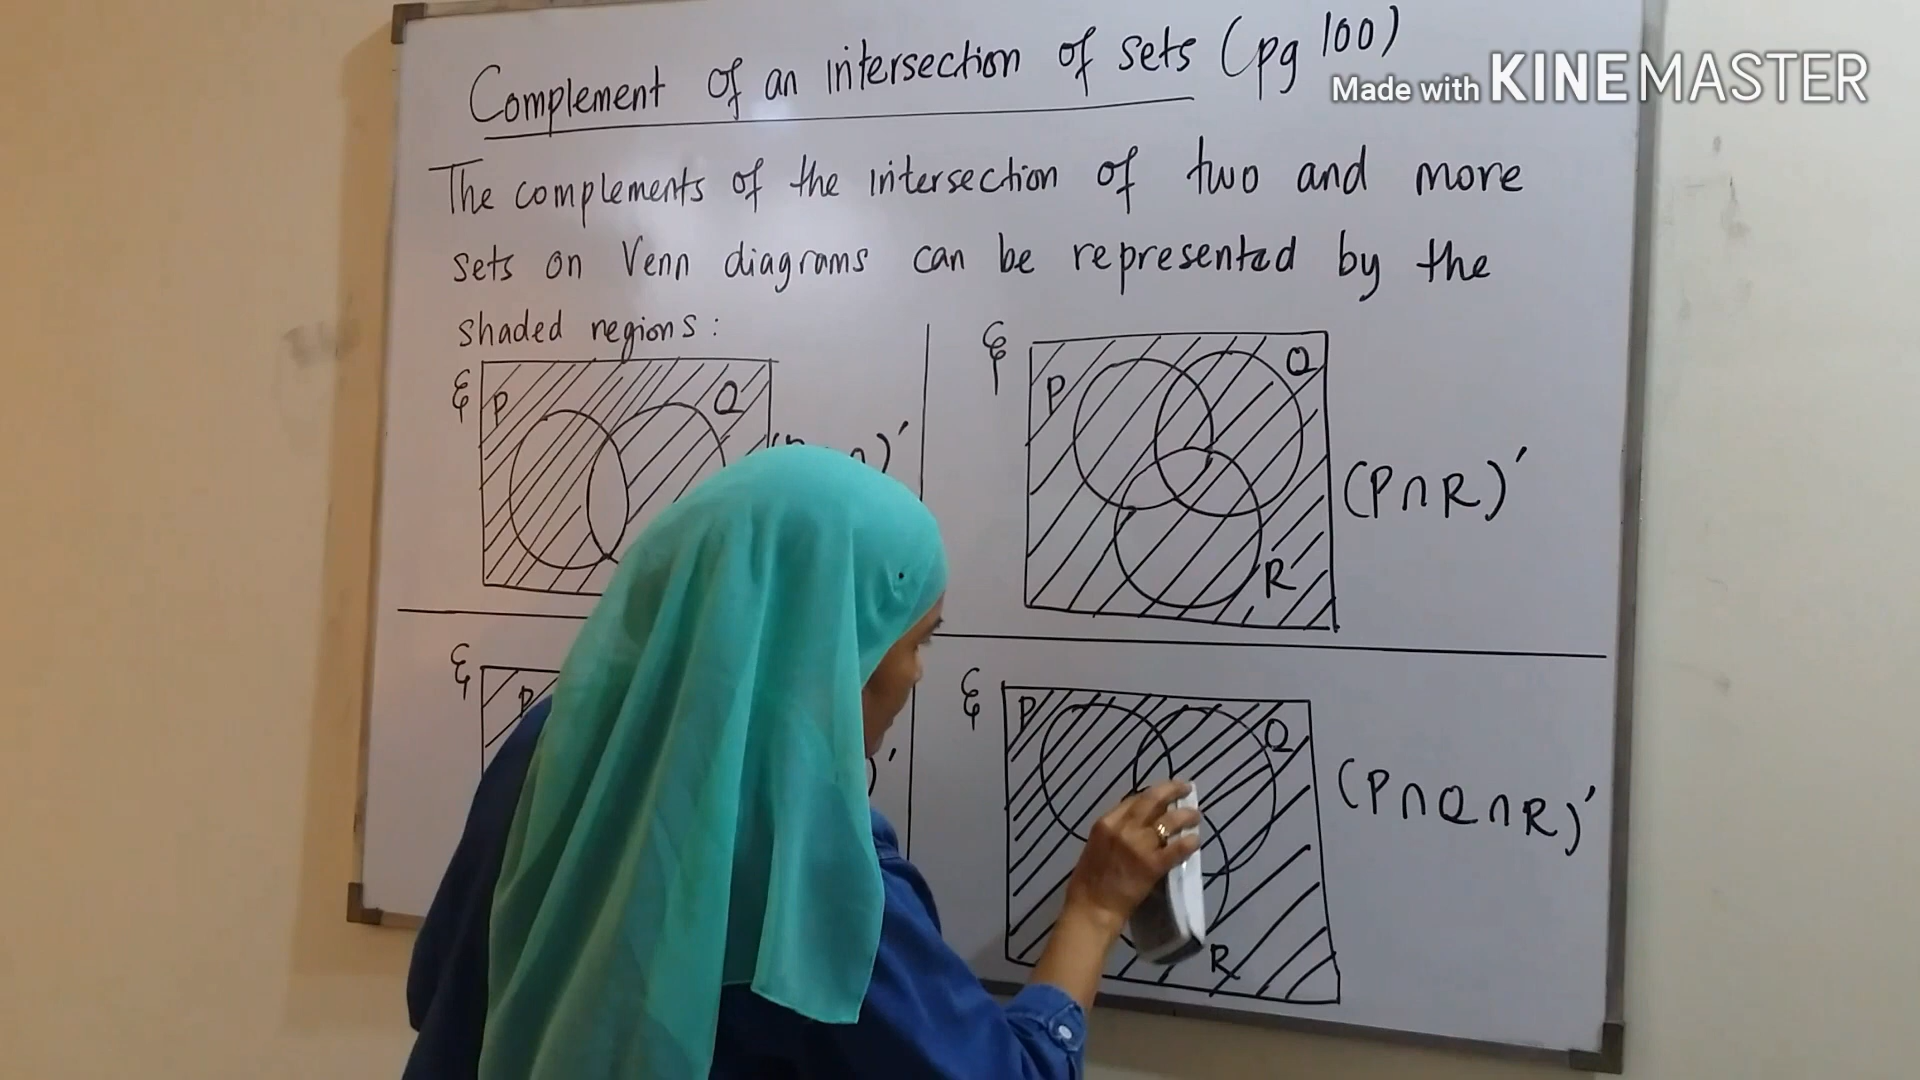 Complement of an intersection of sets (pg 100)
Made with KINEMASTER
The complements of the intersection of two and more
sets on Venn diagrams can be represented by the
shaded regions:
ξ P Q
ξ P Q R
(P ∩ R)'
ξ P
ξ P Q R
(P ∩ Q ∩ R)'